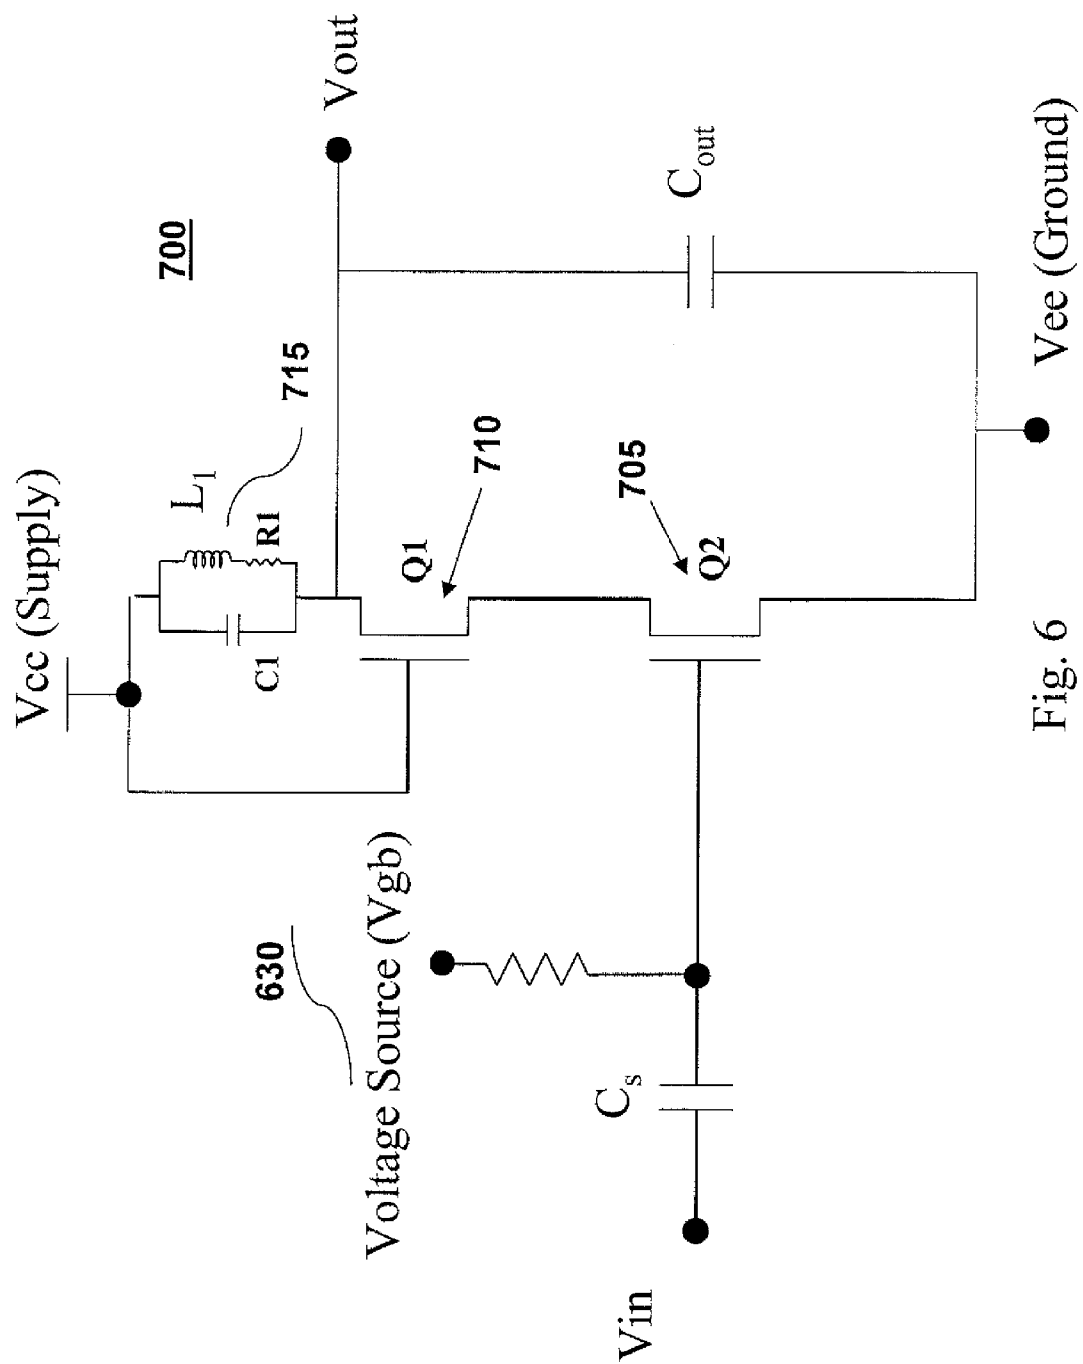 Vcc (Supply)
700
L1
715
R1
C1
Vout
Q1
710
630
Voltage Source (Vgb)
705
Q2
Cout
Cs
Vin
Vee (Ground)
Fig. 6